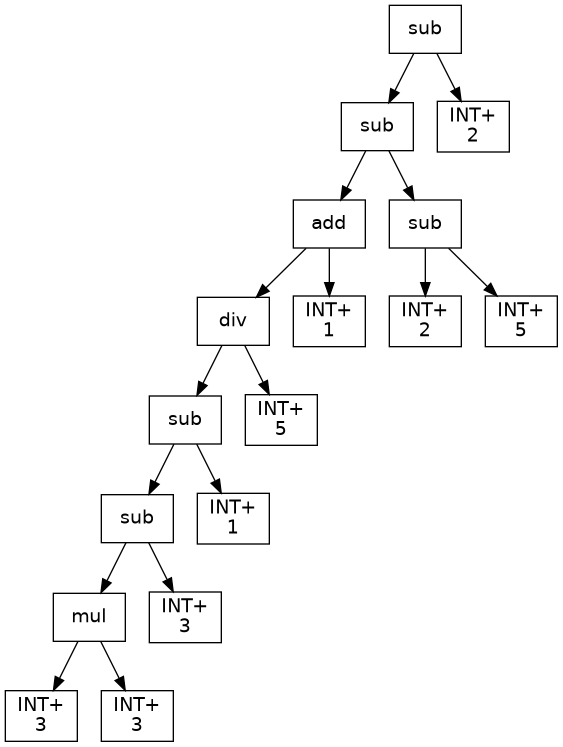 sub
sub
INT+
2
add
sub
div
INT+
1
INT+
2
INT+
5
sub
INT+
5
sub
INT+
1
mul
INT+
3
INT+
3
INT+
3